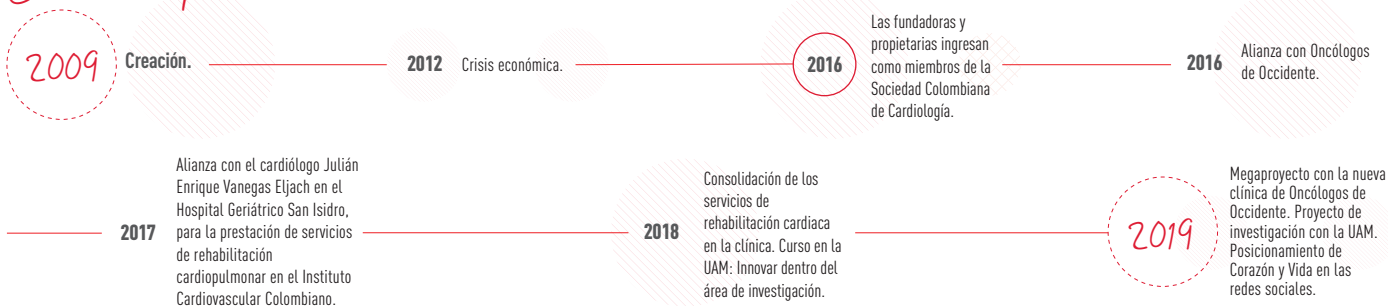 2009
Creación.
2012
Crisis económica.
2016
Las fundadoras y
propietarias ingresan
como miembros de la
Sociedad Colombiana
de Cardiología.
2016
Alianza con Oncólogos
de Occidente.
2017
Alianza con el cardiólogo Julián
Enrique Vanegas Eljach en el
Hospital Geriátrico San Isidro,
para la prestación de servicios
de rehabilitación
cardiopulmonar en el Instituto
Cardiovascular Colombiano.
2018
Consolidación de los
servicios de
rehabilitación cardiaca
en la clínica. Curso en la
UAM: Innovar dentro del
área de investigación.
2019
Megaproyecto con la nueva
clínica de Oncólogos de
Occidente. Proyecto de
investigación con la UAM.
Posicionamiento de
Corazón y Vida en las
redes sociales.